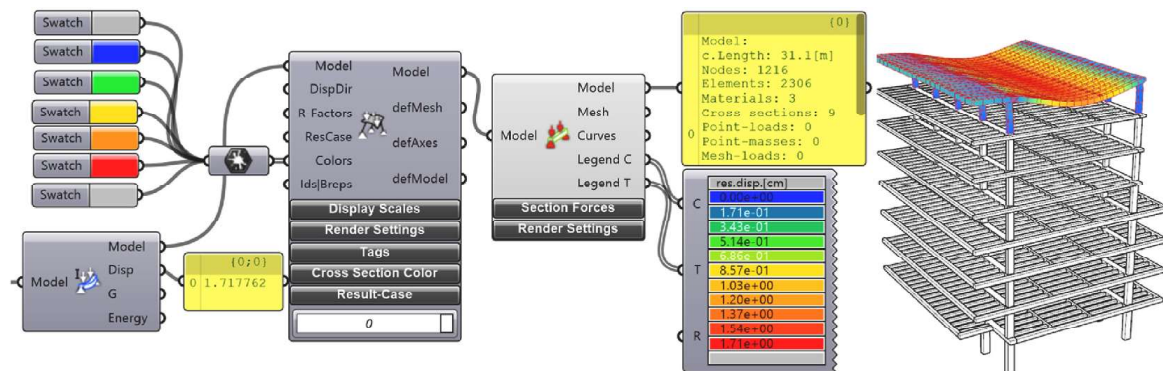 Swatch
Swatch
Swatch
Swatch
Swatch
Swatch
Swatch
Model
Model
Disp
G
Energy
{0;0}
0 1.717762
Model
DispDir
R Factors
ResCase
Colors
Ids|Breps
Model
defMesh
defAxes
defModel
Display Scales
Render Settings
Tags
Cross Section Color
Result-Case
0
Model
Model
Mesh
Curves
Legend C
Legend T
Section Forces
Render Settings
{0}
0
Model:
c.Length: 31.1[m]
Nodes: 1216
Elements: 2306
Materials: 3
Cross sections: 9
Point-loads: 0
Point-masses: 0
Mesh-loads: 0
C
T
R
res.disp.[cm]
0.00e+00
1.71e-01
3.43e-01
5.14e-01
6.86e-01
8.57e-01
1.03e+00
1.20e+00
1.37e+00
1.54e+00
1.71e+00